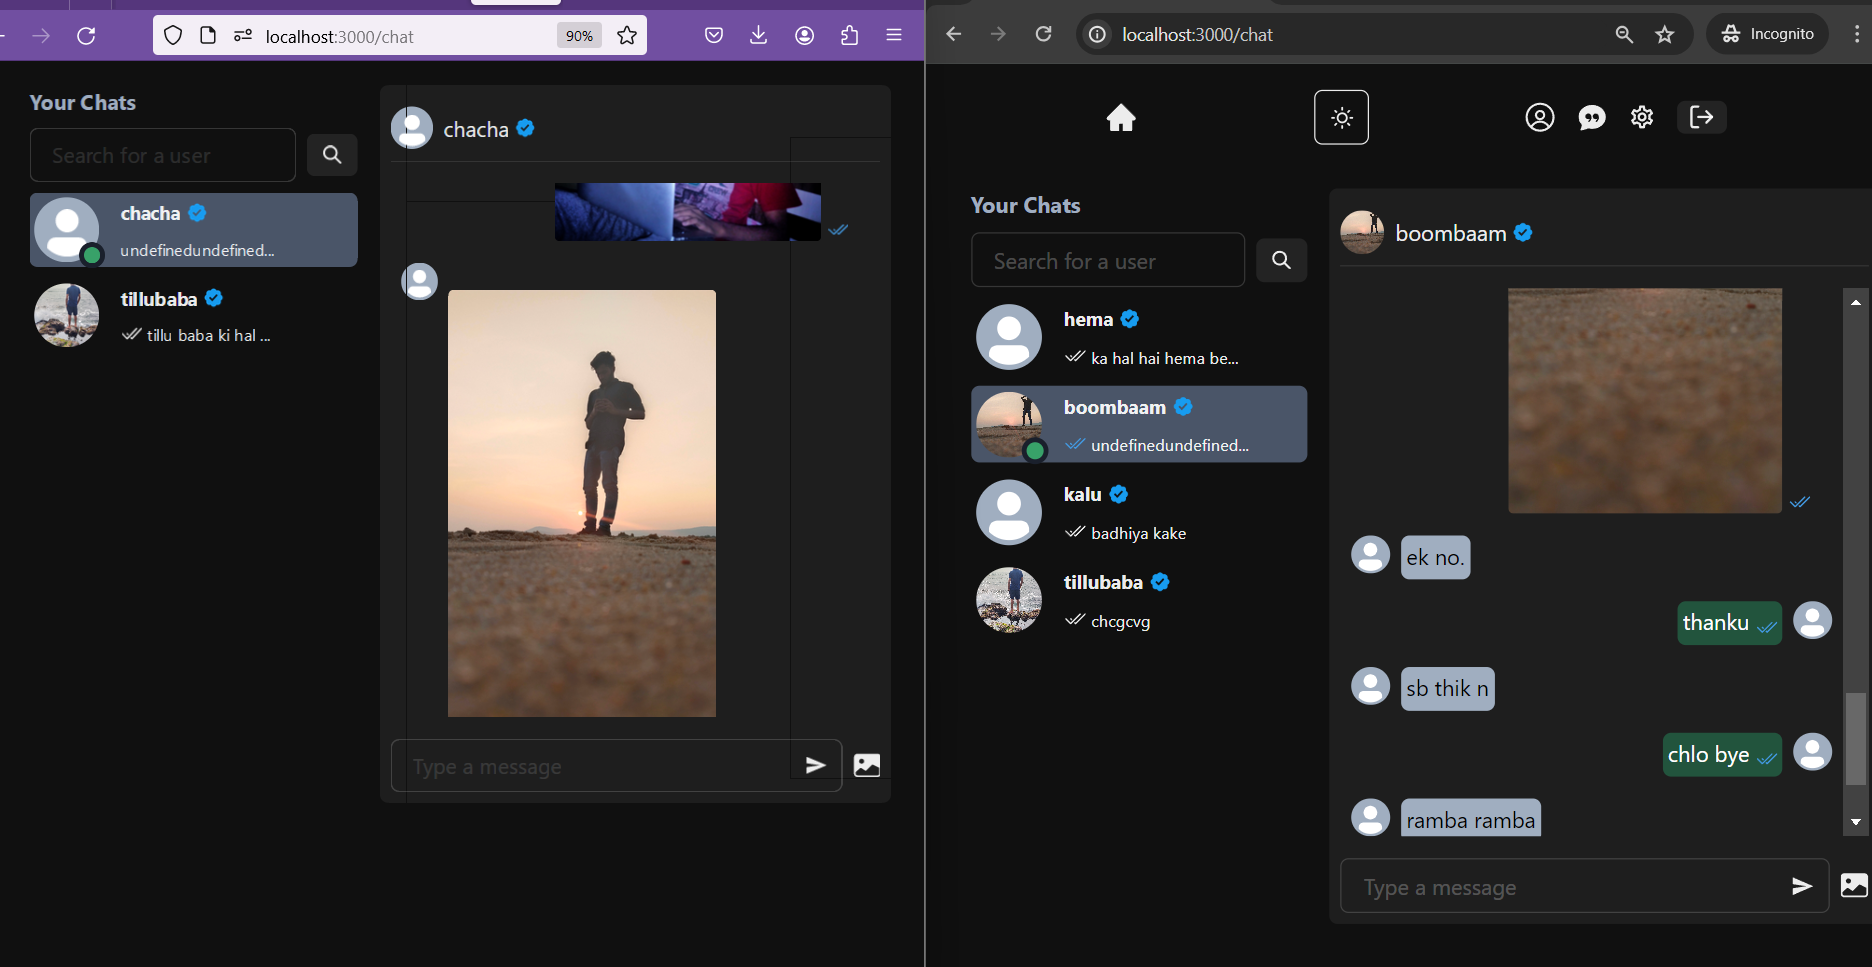 localhost:3000/chat
90%
Your Chats
Search for a user
chacha
undefinedundefined...
tillubaba
tillu baba ki hal ...
chacha
Type a message
localhost:3000/chat
Incognito
Your Chats
Search for a user
hema
ka hal hai hema be...
boombaam
undefinedundefined...
kalu
badhiya kake
tillubaba
chcgcvg
boombaam
ek no.
thanku
sb thik n
chlo bye
ramba ramba
Type a message